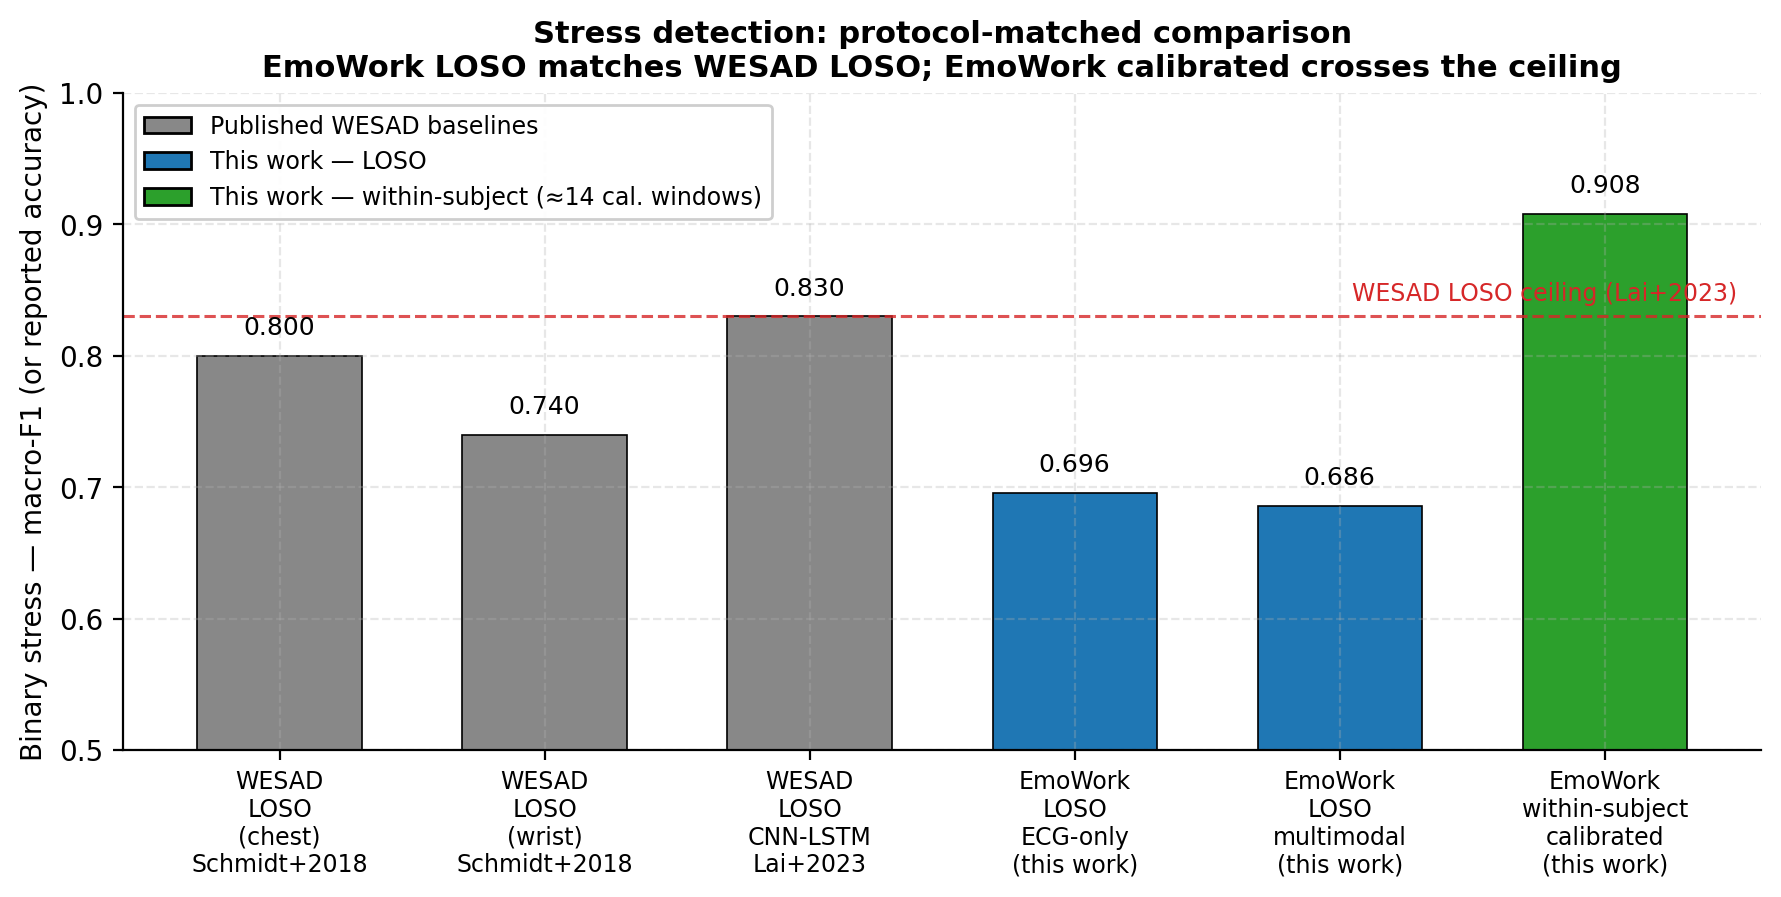 Stress detection: protocol-matched comparison
EmoWork LOSO matches WESAD LOSO; EmoWork calibrated crosses the ceiling
Binary stress — macro-F1 (or reported accuracy)
1.0
0.9
0.8
0.7
0.6
0.5
Published WESAD baselines
This work — LOSO
This work — within-subject (≈14 cal. windows)
0.800
0.740
0.830
0.696
0.686
0.908
WESAD LOSO ceiling (Lai+2023)
WESAD
LOSO
(chest)
Schmidt+2018
WESAD
LOSO
(wrist)
Schmidt+2018
WESAD
LOSO
CNN-LSTM
Lai+2023
EmoWork
LOSO
ECG-only
(this work)
EmoWork
LOSO
multimodal
(this work)
EmoWork
within-subject
calibrated
(this work)